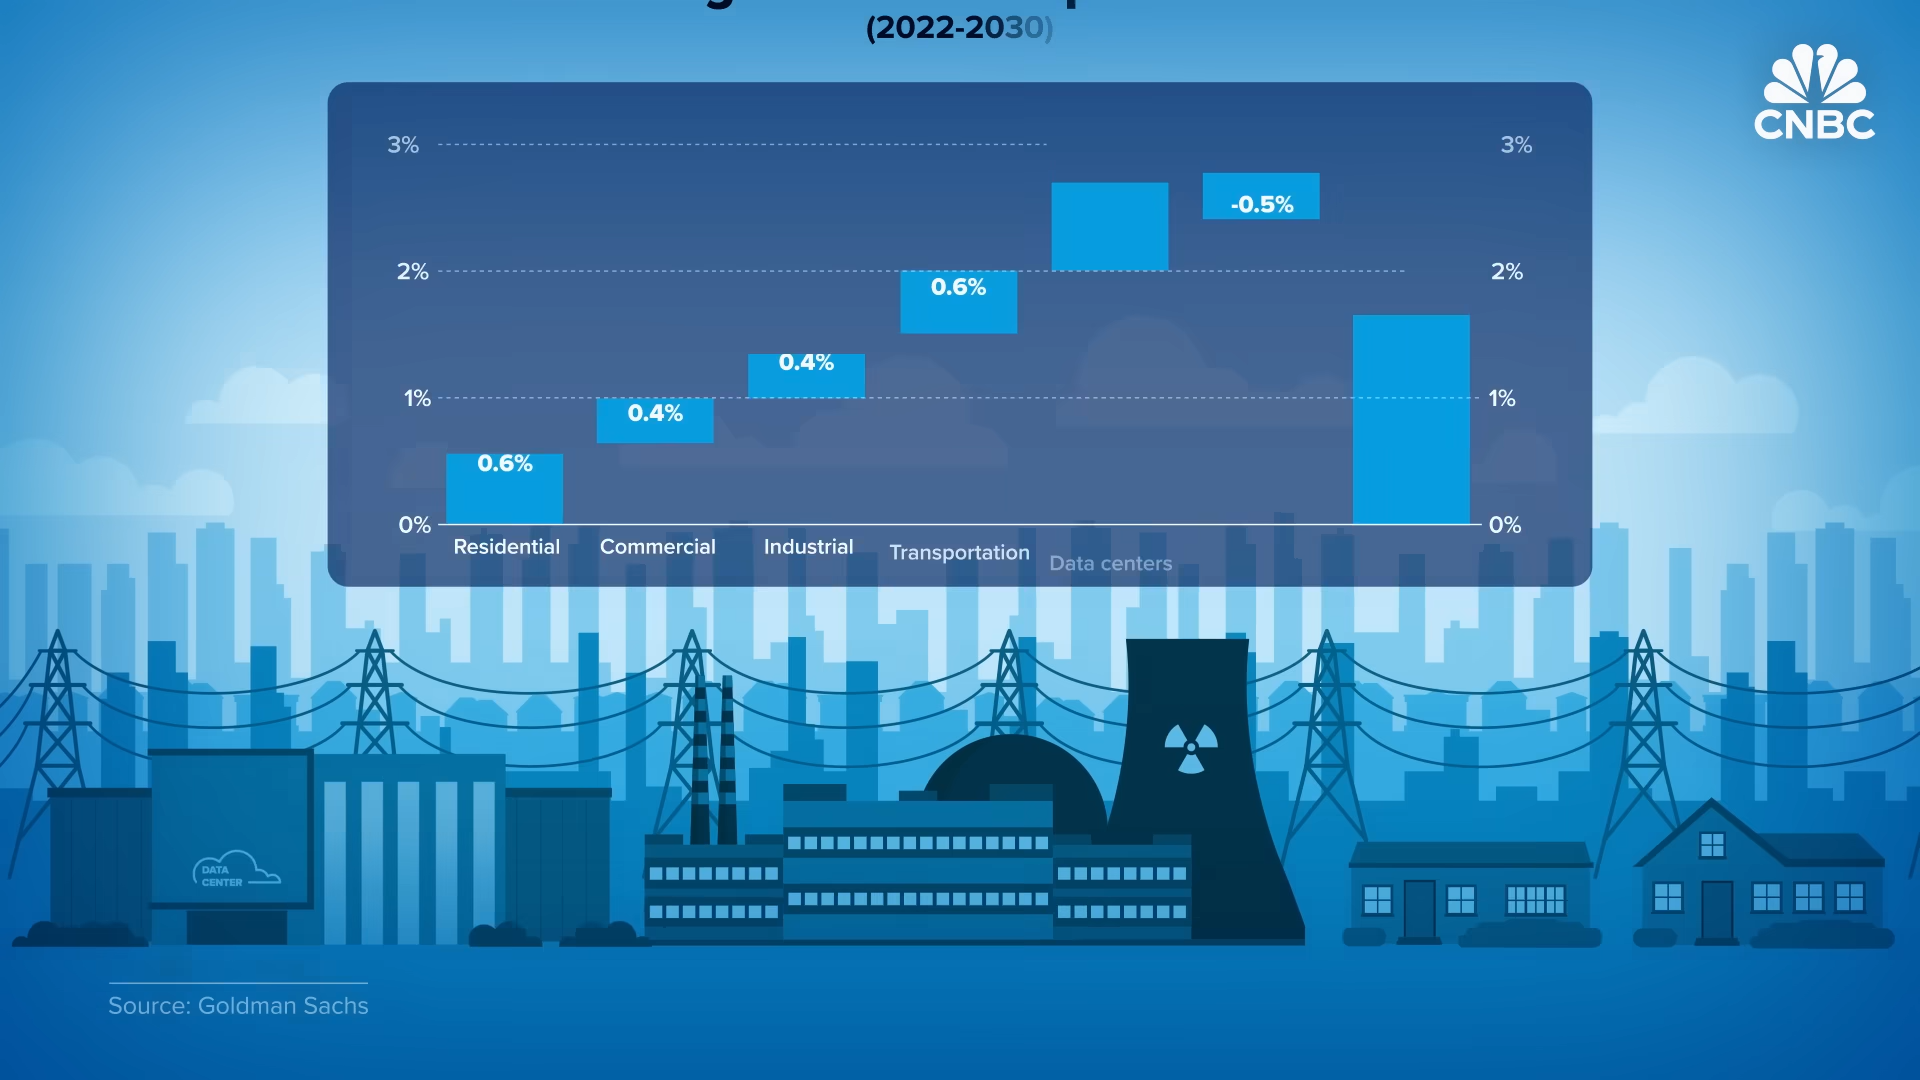 (2022-2030)
CNBC
3%
3%
-0.5%
2%
0.6%
2%
0.4%
1%
0.4%
1%
0.6%
0%
0%
Residential
Commercial
Industrial
Transportation
Data centers
DATA
CENTER
Source: Goldman Sachs